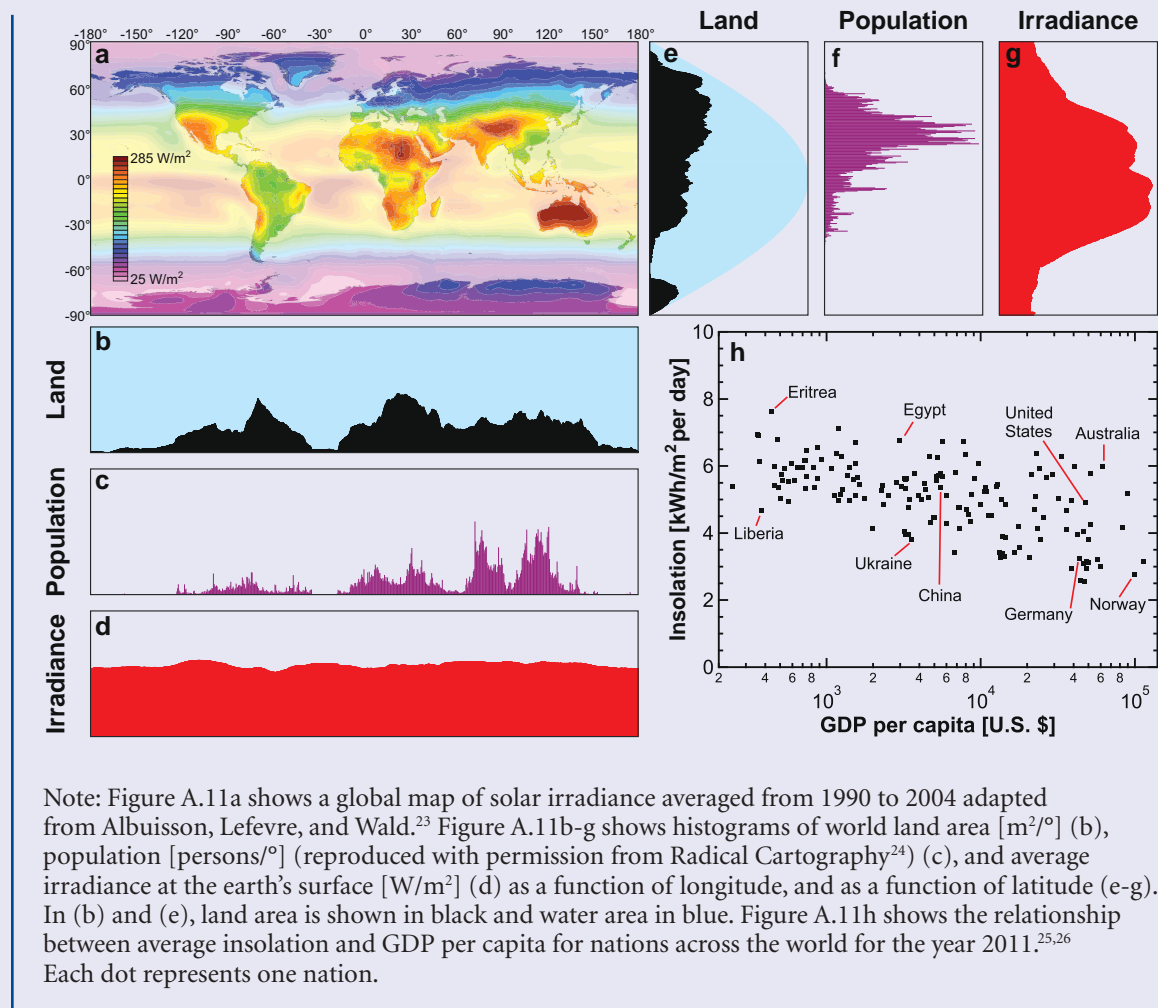 Land Population Irradiance
-180° -150° -120° -90° -60° -30° 0° 30° 60° 90° 120° 150° 180°
90°
60°
30°
0°
-30°
-60°
-90°
a
285 W/m²
25 W/m²
e
f
g
Land
b
Population
c
Irradiance
d
h
Insolation [kWh/m² per day]
10
8
6
4
2
0
Eritrea
Egypt
United
States
Australia
Liberia
Ukraine
China
Germany
Norway
2 4 6 8 10³ 2 4 6 8 10⁴ 2 4 6 8 10⁵
GDP per capita [U.S. $]
Note: Figure A.11a shows a global map of solar irradiance averaged from 1990 to 2004 adapted
from Albuisson, Lefevre, and Wald.²³ Figure A.11b-g shows histograms of world land area [m²/°] (b),
population [persons/°] (reproduced with permission from Radical Cartography²⁴) (c), and average
irradiance at the earth's surface [W/m²] (d) as a function of longitude, and as a function of latitude (e-g).
In (b) and (e), land area is shown in black and water area in blue. Figure A.11h shows the relationship
between average insolation and GDP per capita for nations across the world for the year 2011.²⁵,²⁶
Each dot represents one nation.